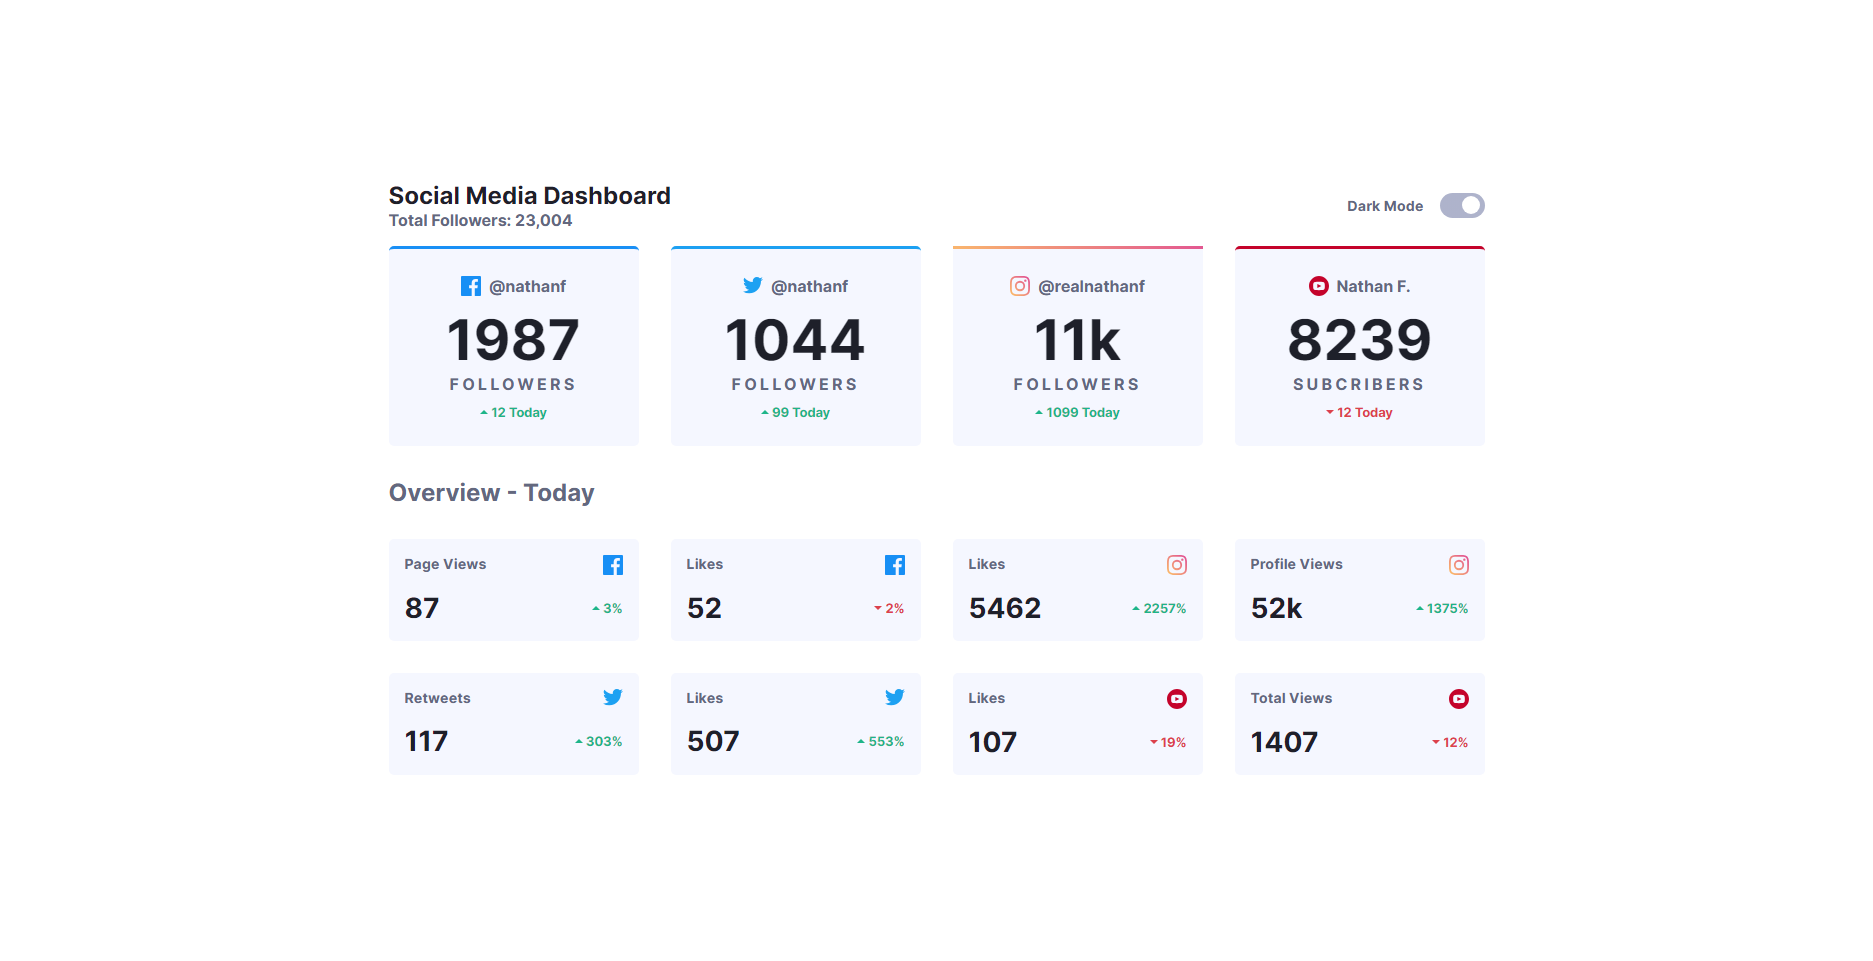 Social Media Dashboard
Total Followers: 23,004
Dark Mode
@nathanf
1987
FOLLOWERS
12 Today
@nathanf
1044
FOLLOWERS
99 Today
@realnathanf
11k
FOLLOWERS
1099 Today
Nathan F.
8239
SUBCRIBERS
12 Today
Overview - Today
Page Views
87
3%
Likes
52
2%
Likes
5462
2257%
Profile Views
52k
1375%
Retweets
117
303%
Likes
507
553%
Likes
107
19%
Total Views
1407
12%